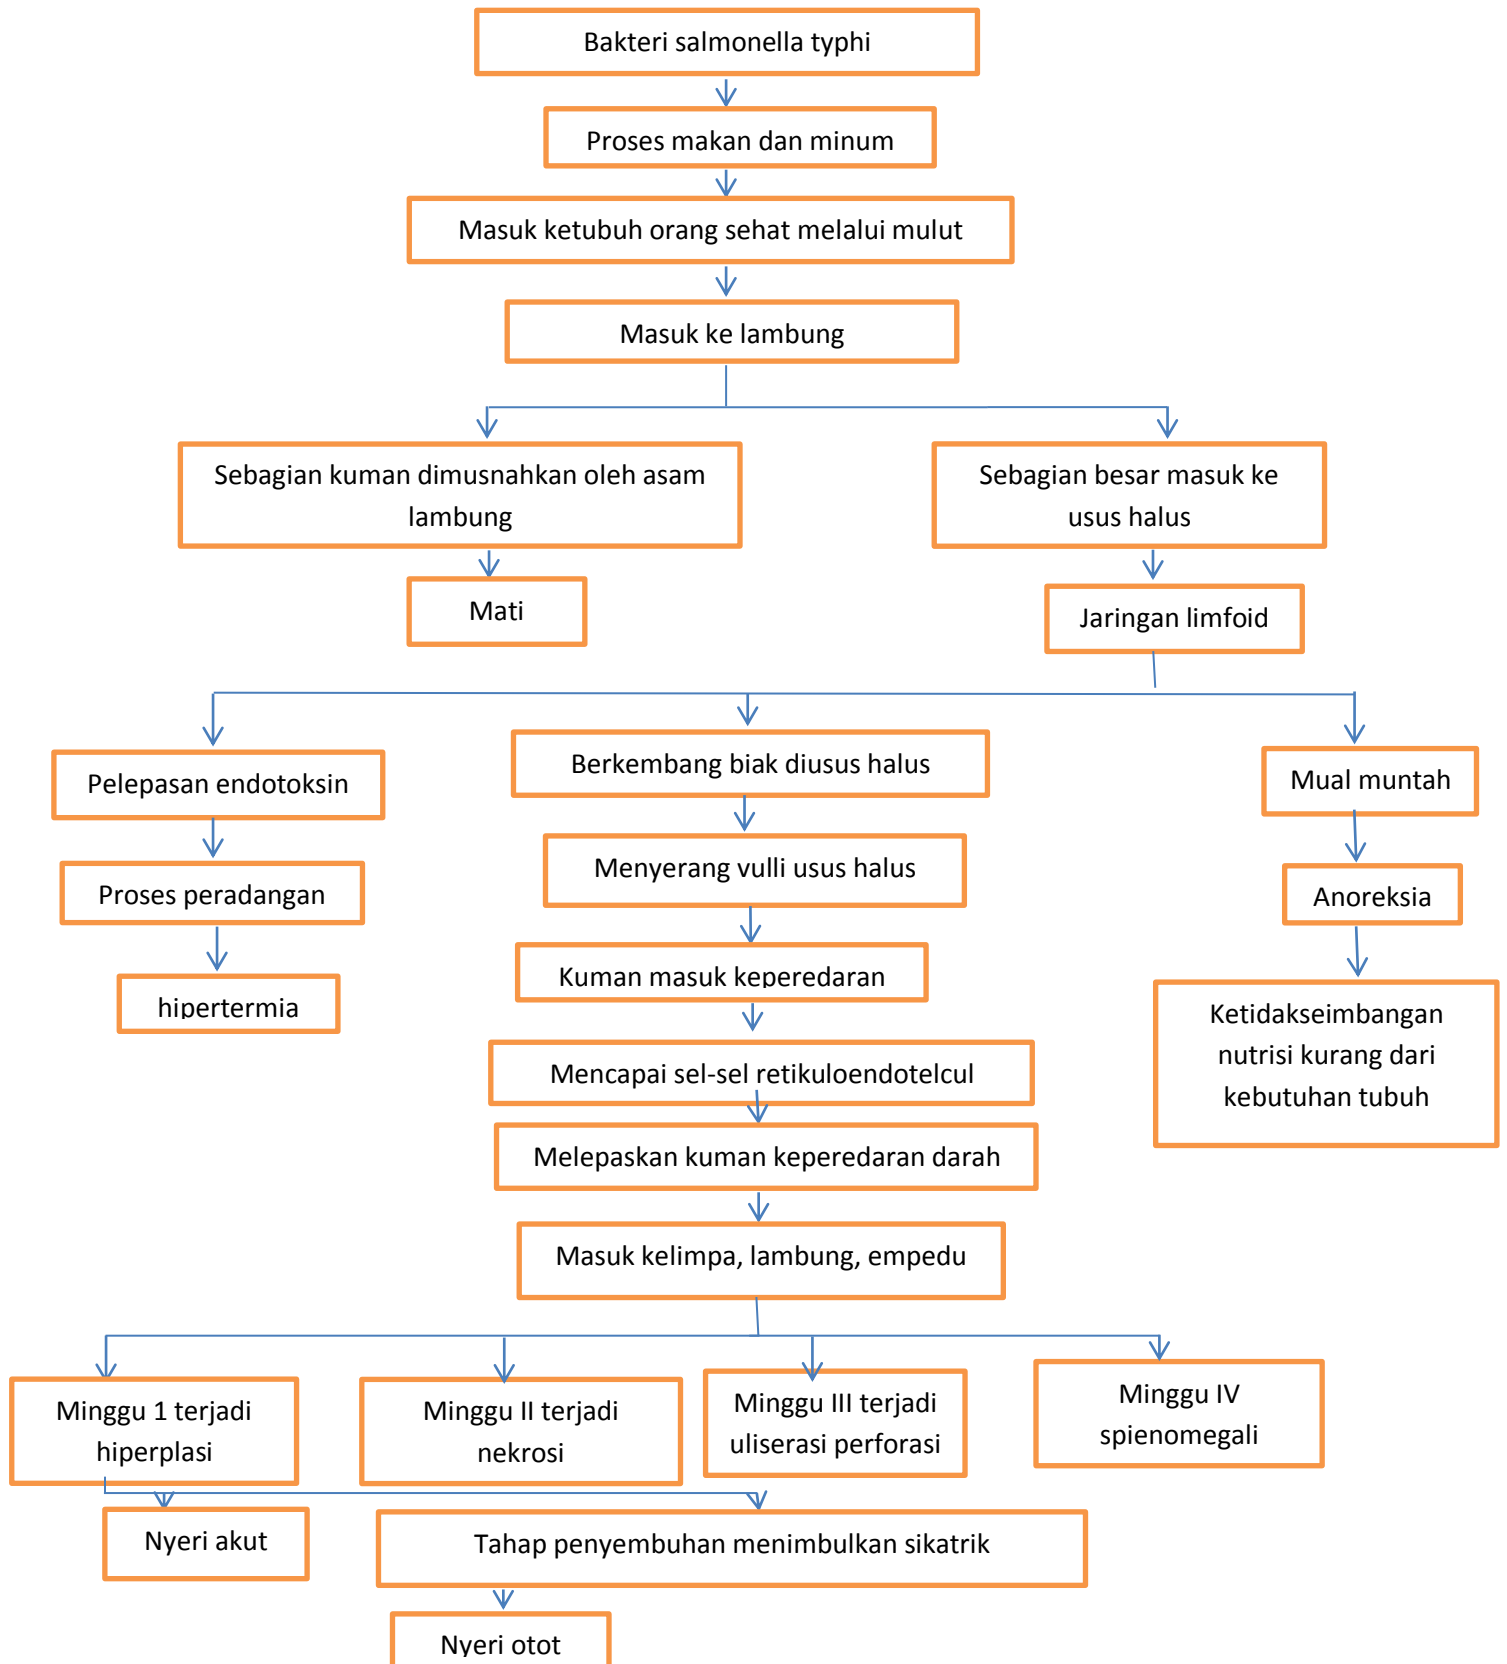 Bakteri salmonella typhi
Proses makan dan minum
Masuk ketubuh orang sehat melalui mulut
Masuk ke lambung
Sebagian kuman dimusnahkan oleh asam
lambung
Sebagian besar masuk ke
usus halus
Mati
Jaringan limfoid
Pelepasan endotoksin
Berkembang biak diusus halus
Mual muntah
Proses peradangan
Menyerang vulli usus halus
Anoreksia
hipertermia
Kuman masuk keperedaran
Ketidakseimbangan
nutrisi kurang dari
kebutuhan tubuh
Mencapai sel-sel retikuloendotelcul
Melepaskan kuman keperedaran darah
Masuk kelimpa, lambung, empedu
Minggu 1 terjadi
hiperplasi
Minggu II terjadi
nekrosi
Minggu III terjadi
uliserasi perforasi
Minggu IV
spienomegali
Nyeri akut
Tahap penyembuhan menimbulkan sikatrik
Nyeri otot